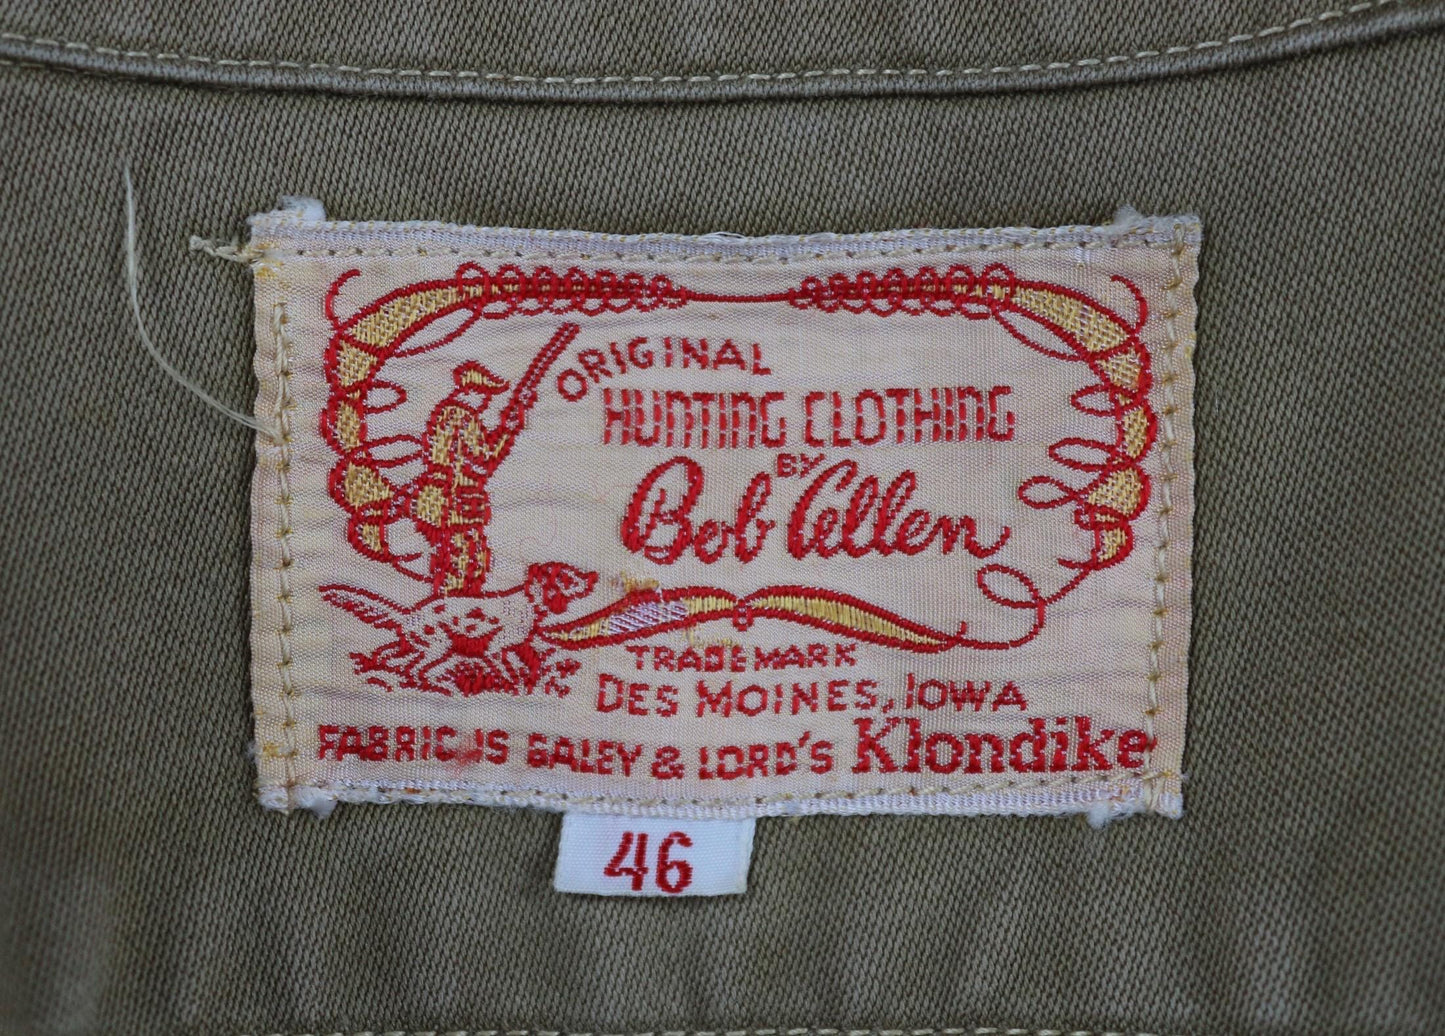 ORIGINAL
HUNTING CLOTHING
BY
Bob Allen
TRADEMARK
DES MOINES, IOWA
FABRIC IS GALEY & LORD'S Klondike
46